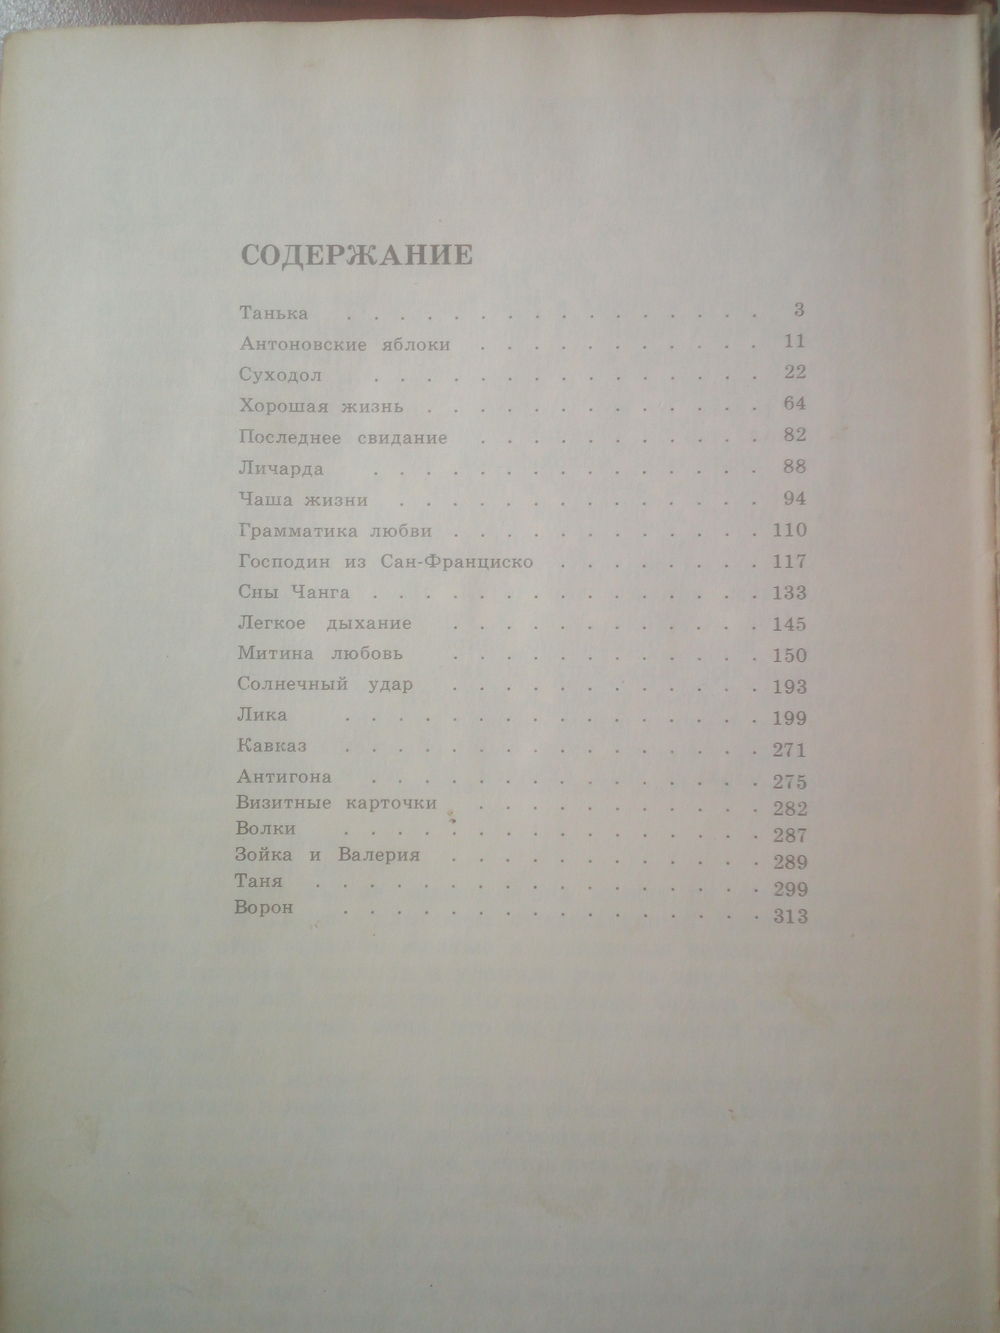 СОДЕРЖАНИЕ
Танька . . . . . . . . . . . . . . . . 3
Антоновские яблоки . . . . . . . . . . . 11
Суходол . . . . . . . . . . . . . . . 22
Хорошая жизнь . . . . . . . . . . . . . 64
Последнее свидание . . . . . . . . . . . 82
Личарда . . . . . . . . . . . . . . . 88
Чаша жизни . . . . . . . . . . . . . . 94
Грамматика любви . . . . . . . . . . . . 110
Господин из Сан-Франциско . . . . . . . . 117
Сны Чанга . . . . . . . . . . . . . . . 133
Легкое дыхание . . . . . . . . . . . . 145
Митина любовь . . . . . . . . . . . . 150
Солнечный удар . . . . . . . . . . . . 193
Лика . . . . . . . . . . . . . . . . 199
Кавказ . . . . . . . . . . . . . . . . 271
Антигона . . . . . . . . . . . . . . . 275
Визитные карточки . . . . . . . . . . . 282
Волки . . . . . . . . . . . . . . . . 287
Зойка и Валерия . . . . . . . . . . . . 289
Таня . . . . . . . . . . . . . . . . . 299
Ворон . . . . . . . . . . . . . . . . 313